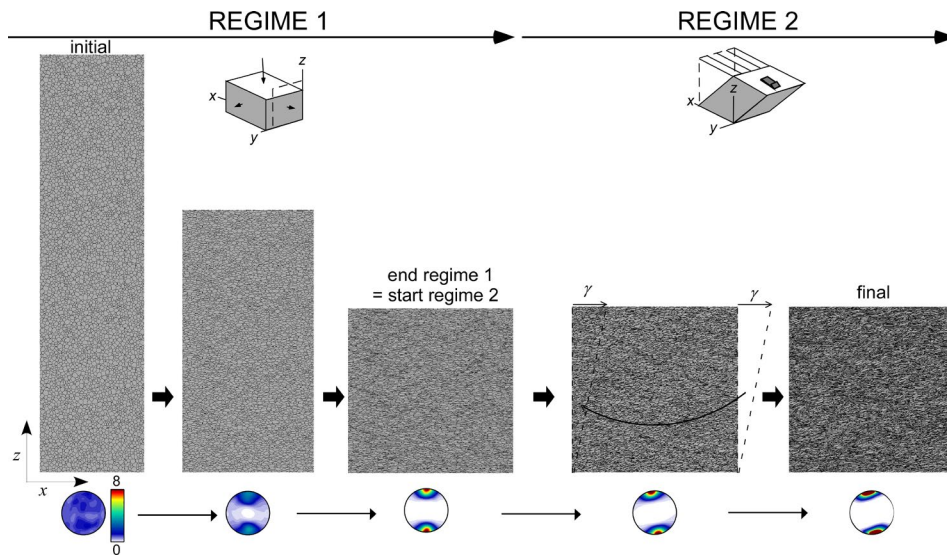 REGIME 1
REGIME 2
initial
z
x
y
z
x
y
end regime 1
= start regime 2
γ
γ
final
z
x
8
0